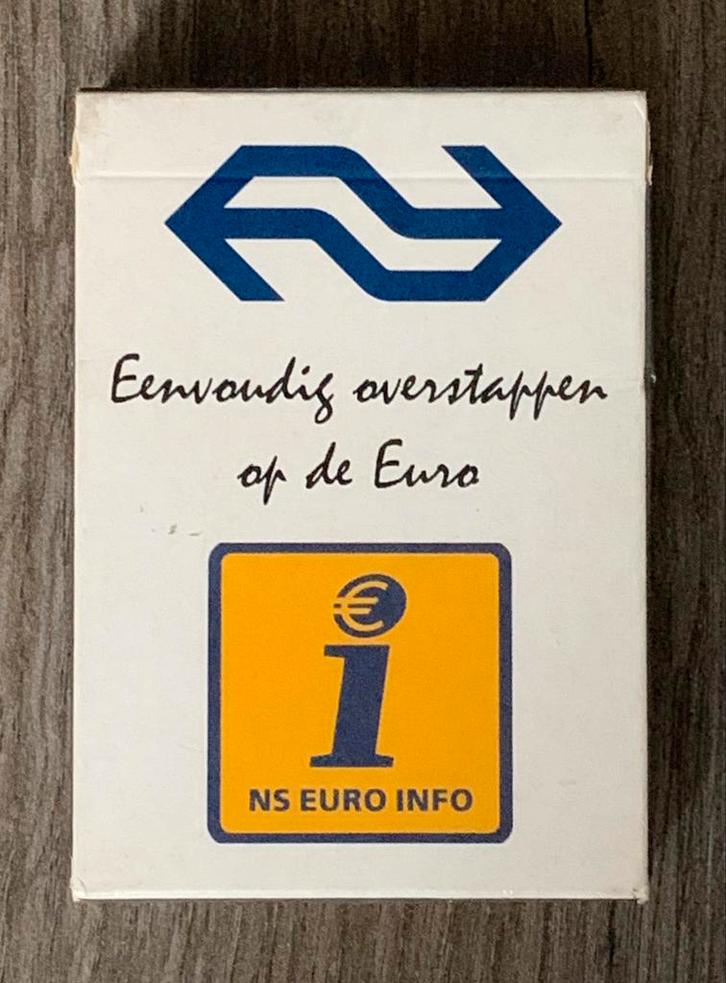 Eenvoudig overstappen
op de Euro
€
i
NS EURO INFO